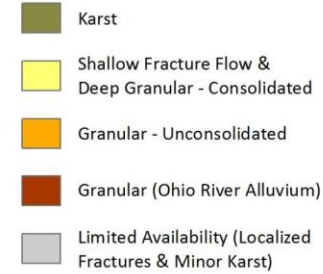 Karst
Shallow Fracture Flow &
Deep Granular - Consolidated
Granular - Unconsolidated
Granular (Ohio River Alluvium)
Limited Availability (Localized
Fractures & Minor Karst)